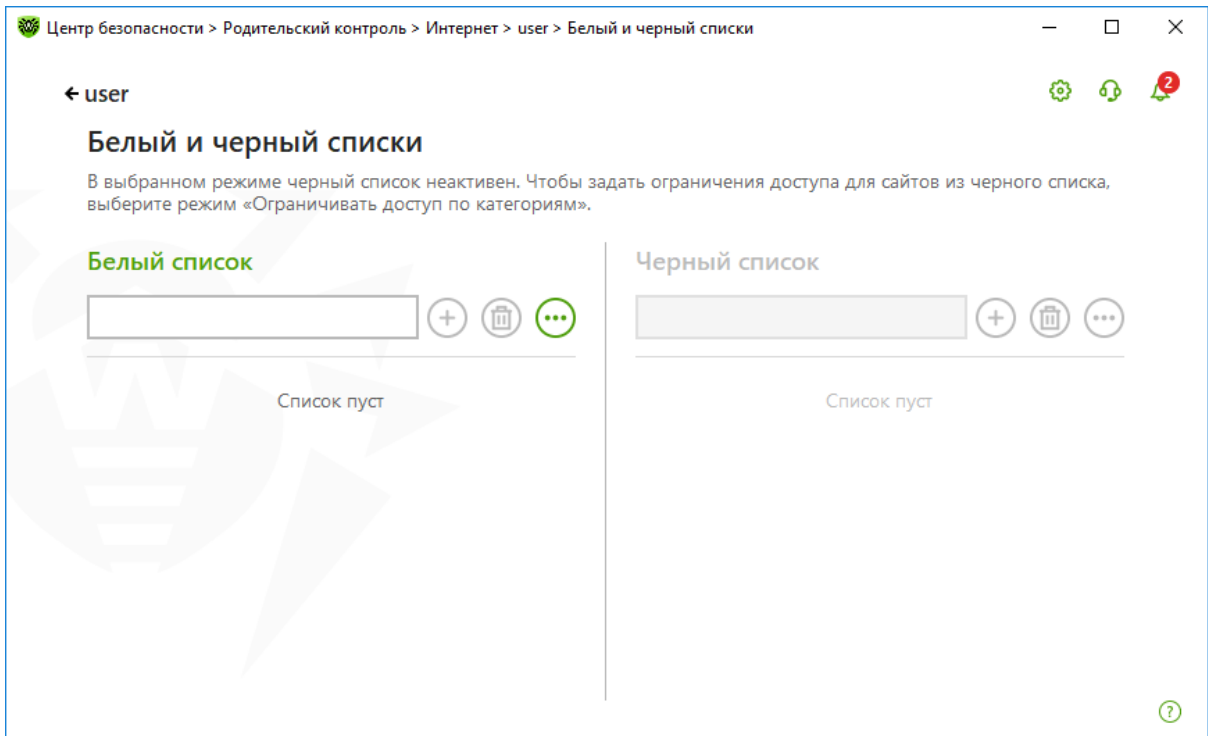 Центр безопасности > Родительский контроль > Интернет > user > Белый и черный списки
user
2
Белый и черный списки
В выбранном режиме черный список неактивен. Чтобы задать ограничения доступа для сайтов из черного списка,
выберите режим «Ограничивать доступ по категориям».
Белый список
Черный список
Список пуст
Список пуст
?